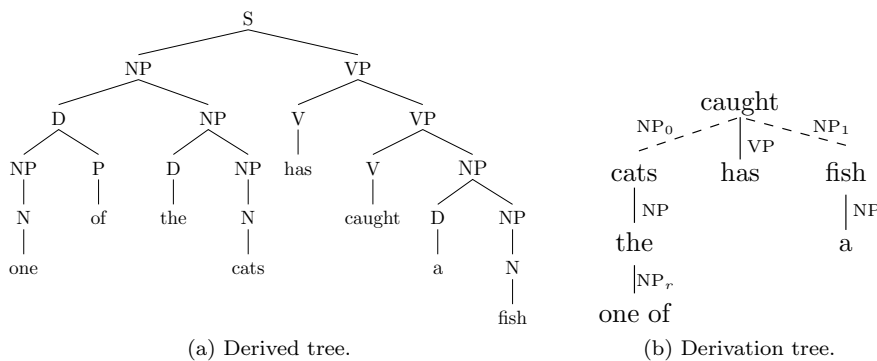 S
NP VP
D NP V VP
caught
NP₀ VP NP₁
NP P D NP has V NP
cats has fish
N of the N caught D NP
NP NP
one cats a N
the a
NPᵣ
fish
one of
(a) Derived tree. (b) Derivation tree.